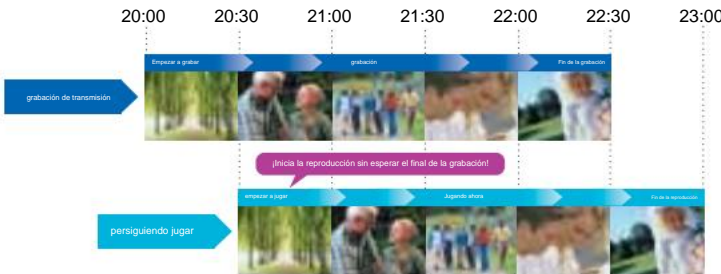 20:00 20:30 21:00 21:30 22:00 22:30 23:00
Empezar a grabar grabación Fin de la grabación
grabación de transmisión
¡Inicia la reproducción sin esperar el final de la grabación!
empezar a jugar Jugando ahora Fin de la reproducción
persiguiendo jugar